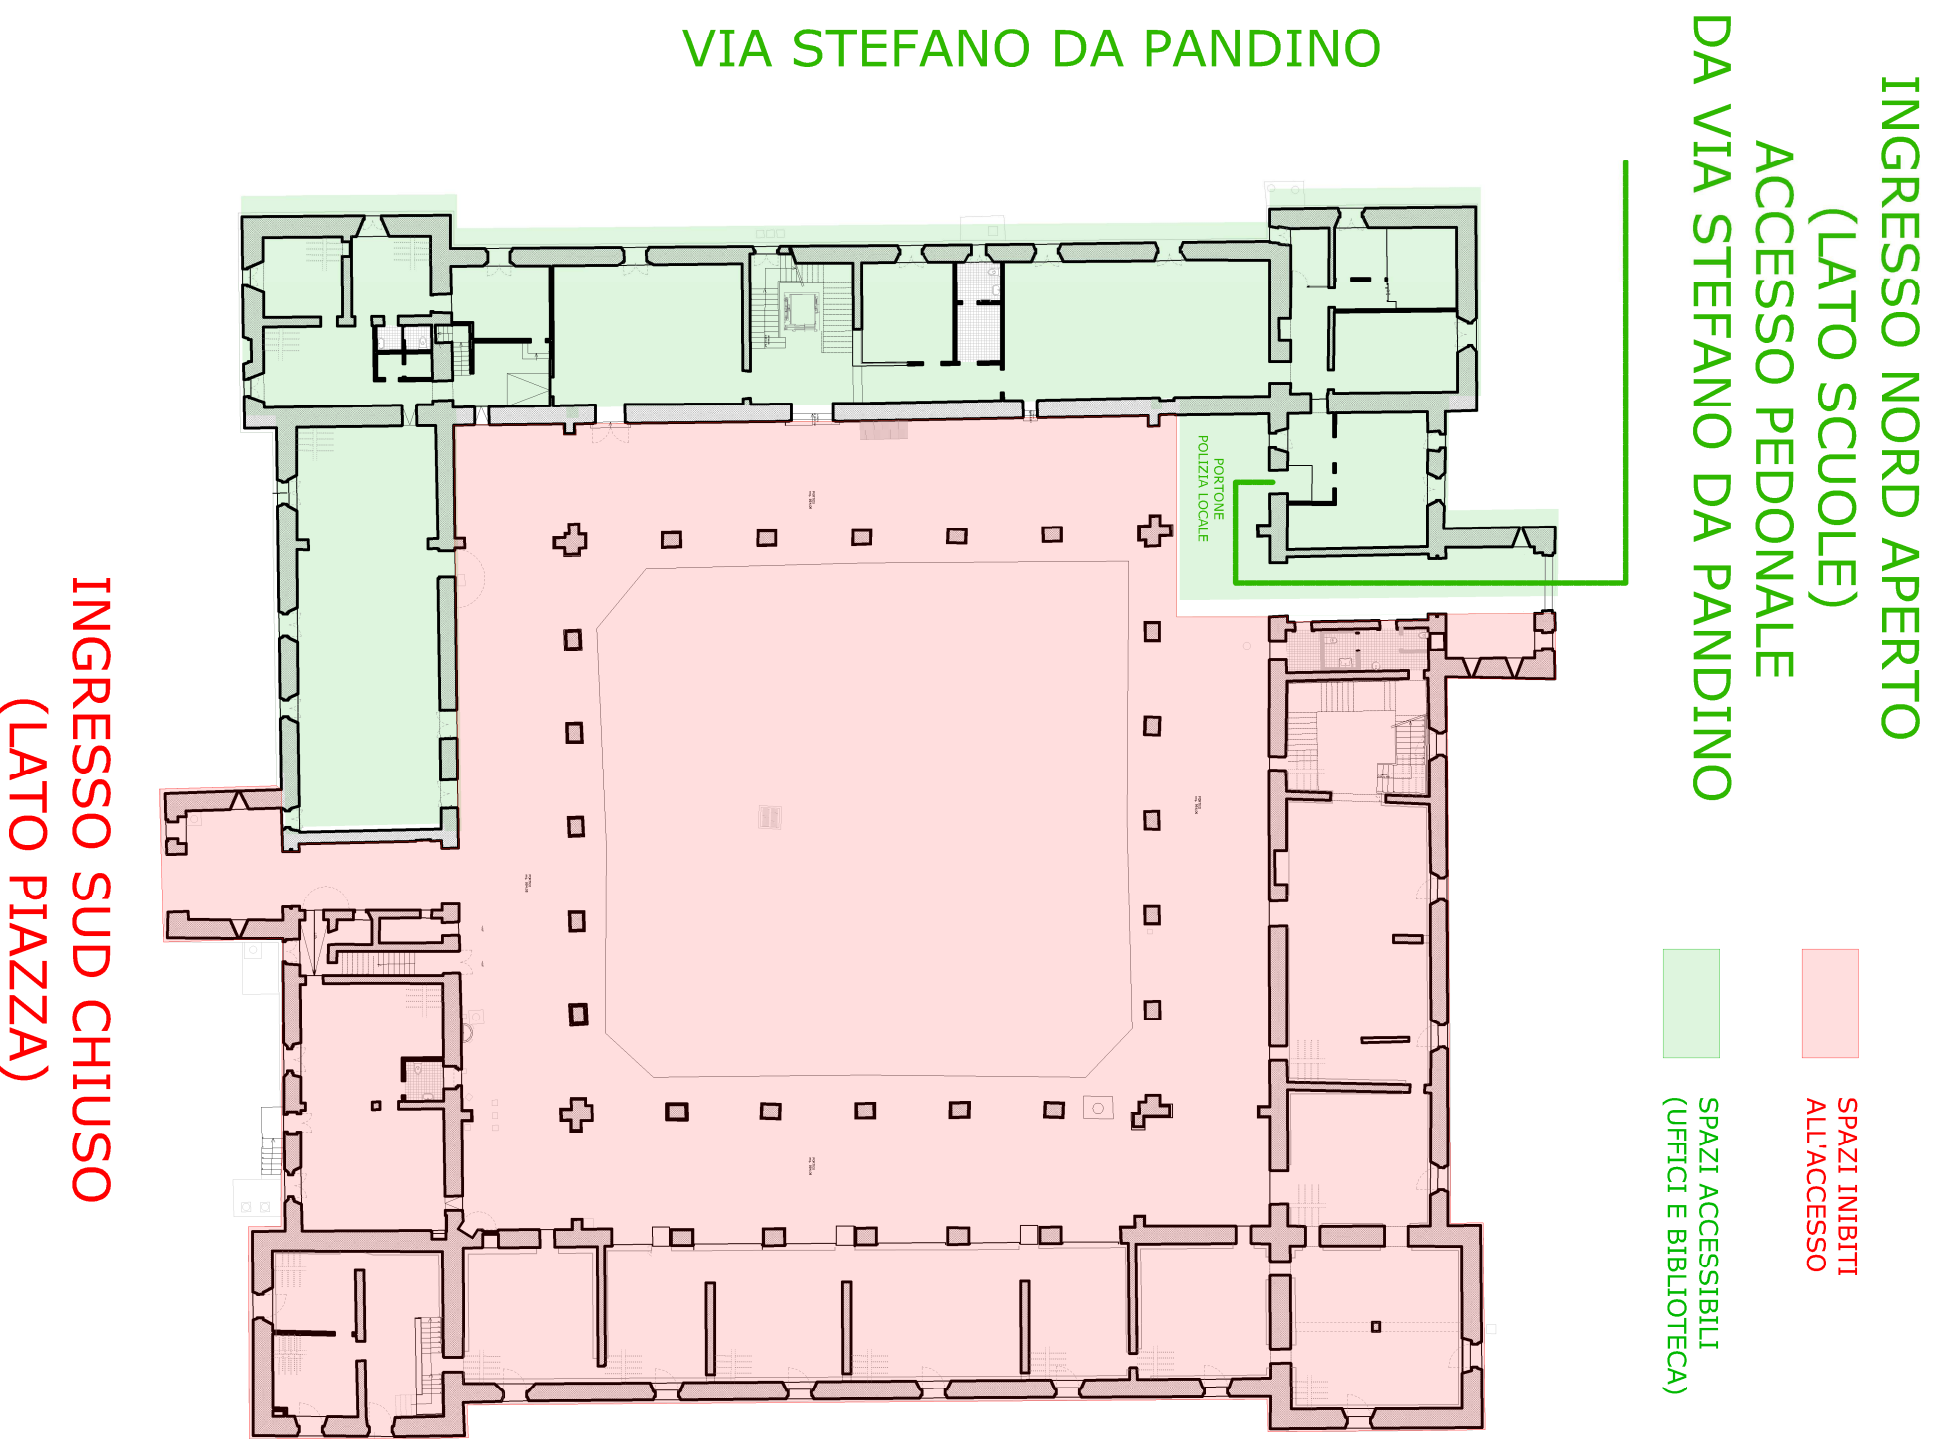 VIA STEFANO DA PANDINO
INGRESSO NORD APERTO
(LATO SCUOLE)
ACCESSO PEDONALE
DA VIA STEFANO DA PANDINO
PORTONE
POLIZIA LOCALE
INGRESSO SUD CHIUSO
(LATO PIAZZA)
SPAZI INIBITI
ALL'ACCESSO
SPAZI ACCESSIBILI
(UFFICI E BIBLIOTECA)